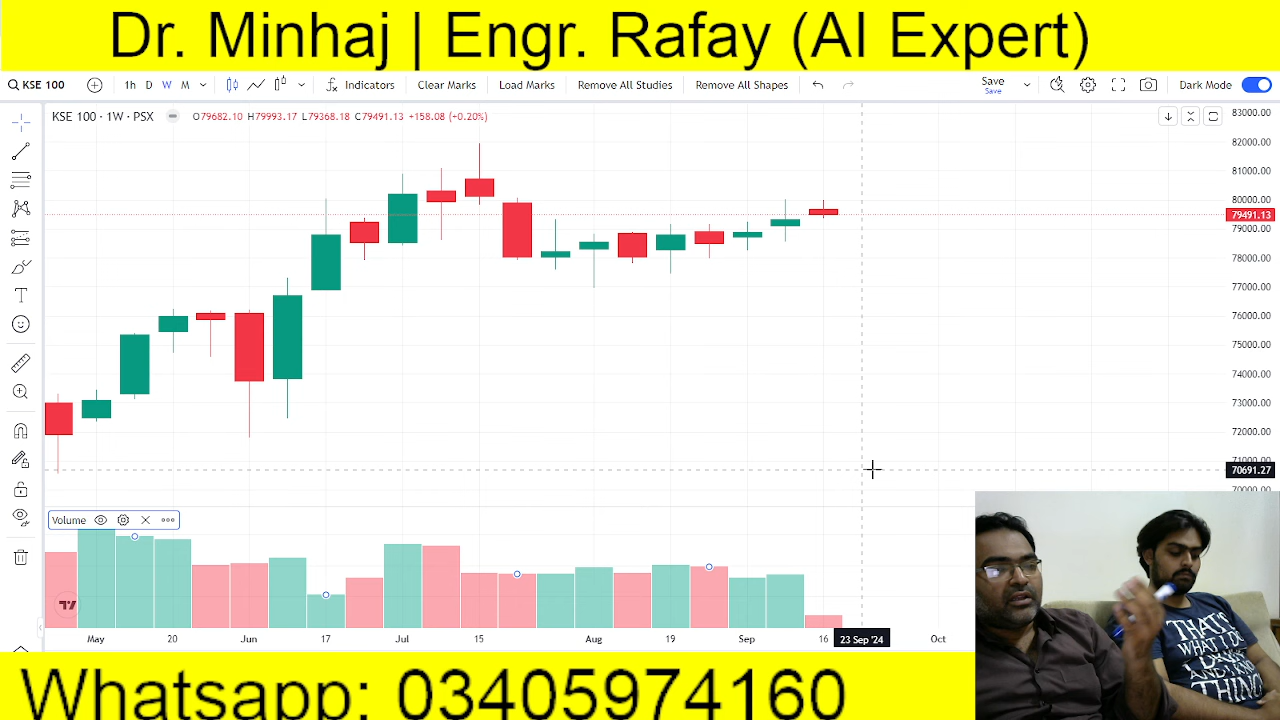 Dr. Minhaj | Engr. Rafay (AI Expert)
KSE 100 1h D W M Indicators Clear Marks Load Marks Remove All Studies Remove All Shapes Save Save Dark Mode
KSE 100 · 1W · PSX O79682.10 H79993.17 L79368.18 C79491.13 +158.08 (+0.20%)
83000.00
82000.00
81000.00
80000.00
79491.13
79000.00
78000.00
77000.00
76000.00
75000.00
74000.00
73000.00
72000.00
71000.00
70691.27
70000.00
Volume
May 20 Jun 17 Jul 15 Aug 19 Sep 16 23 Sep '24 Oct
THAT'S
WHAT I DO
THING
Whatsapp: 03405974160